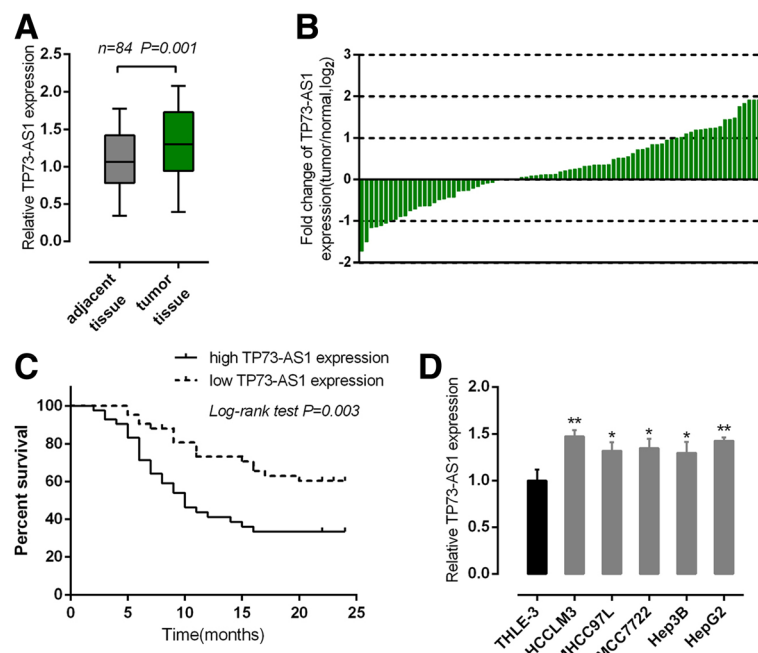 A
n=84 P=0.001
Relative TP73-AS1 expression
2.5
2.0
1.5
1.0
0.5
0.0
adjacent
tissue
tumor
tissue
B
Fold change of TP73-AS1
expression(tumor/normal,log2)
3
2
1
0
-1
-2
C
high TP73-AS1 expression
low TP73-AS1 expression
Log-rank test P=0.003
Percent survival
100
80
60
40
20
0
0 5 10 15 20 25
Time(months)
D
Relative TP73-AS1 expression
2.0
1.5
1.0
0.5
0.0
** * * * **
THLE-3
HCCLM3
MHCC97L
MCC7722
Hep3B
HepG2